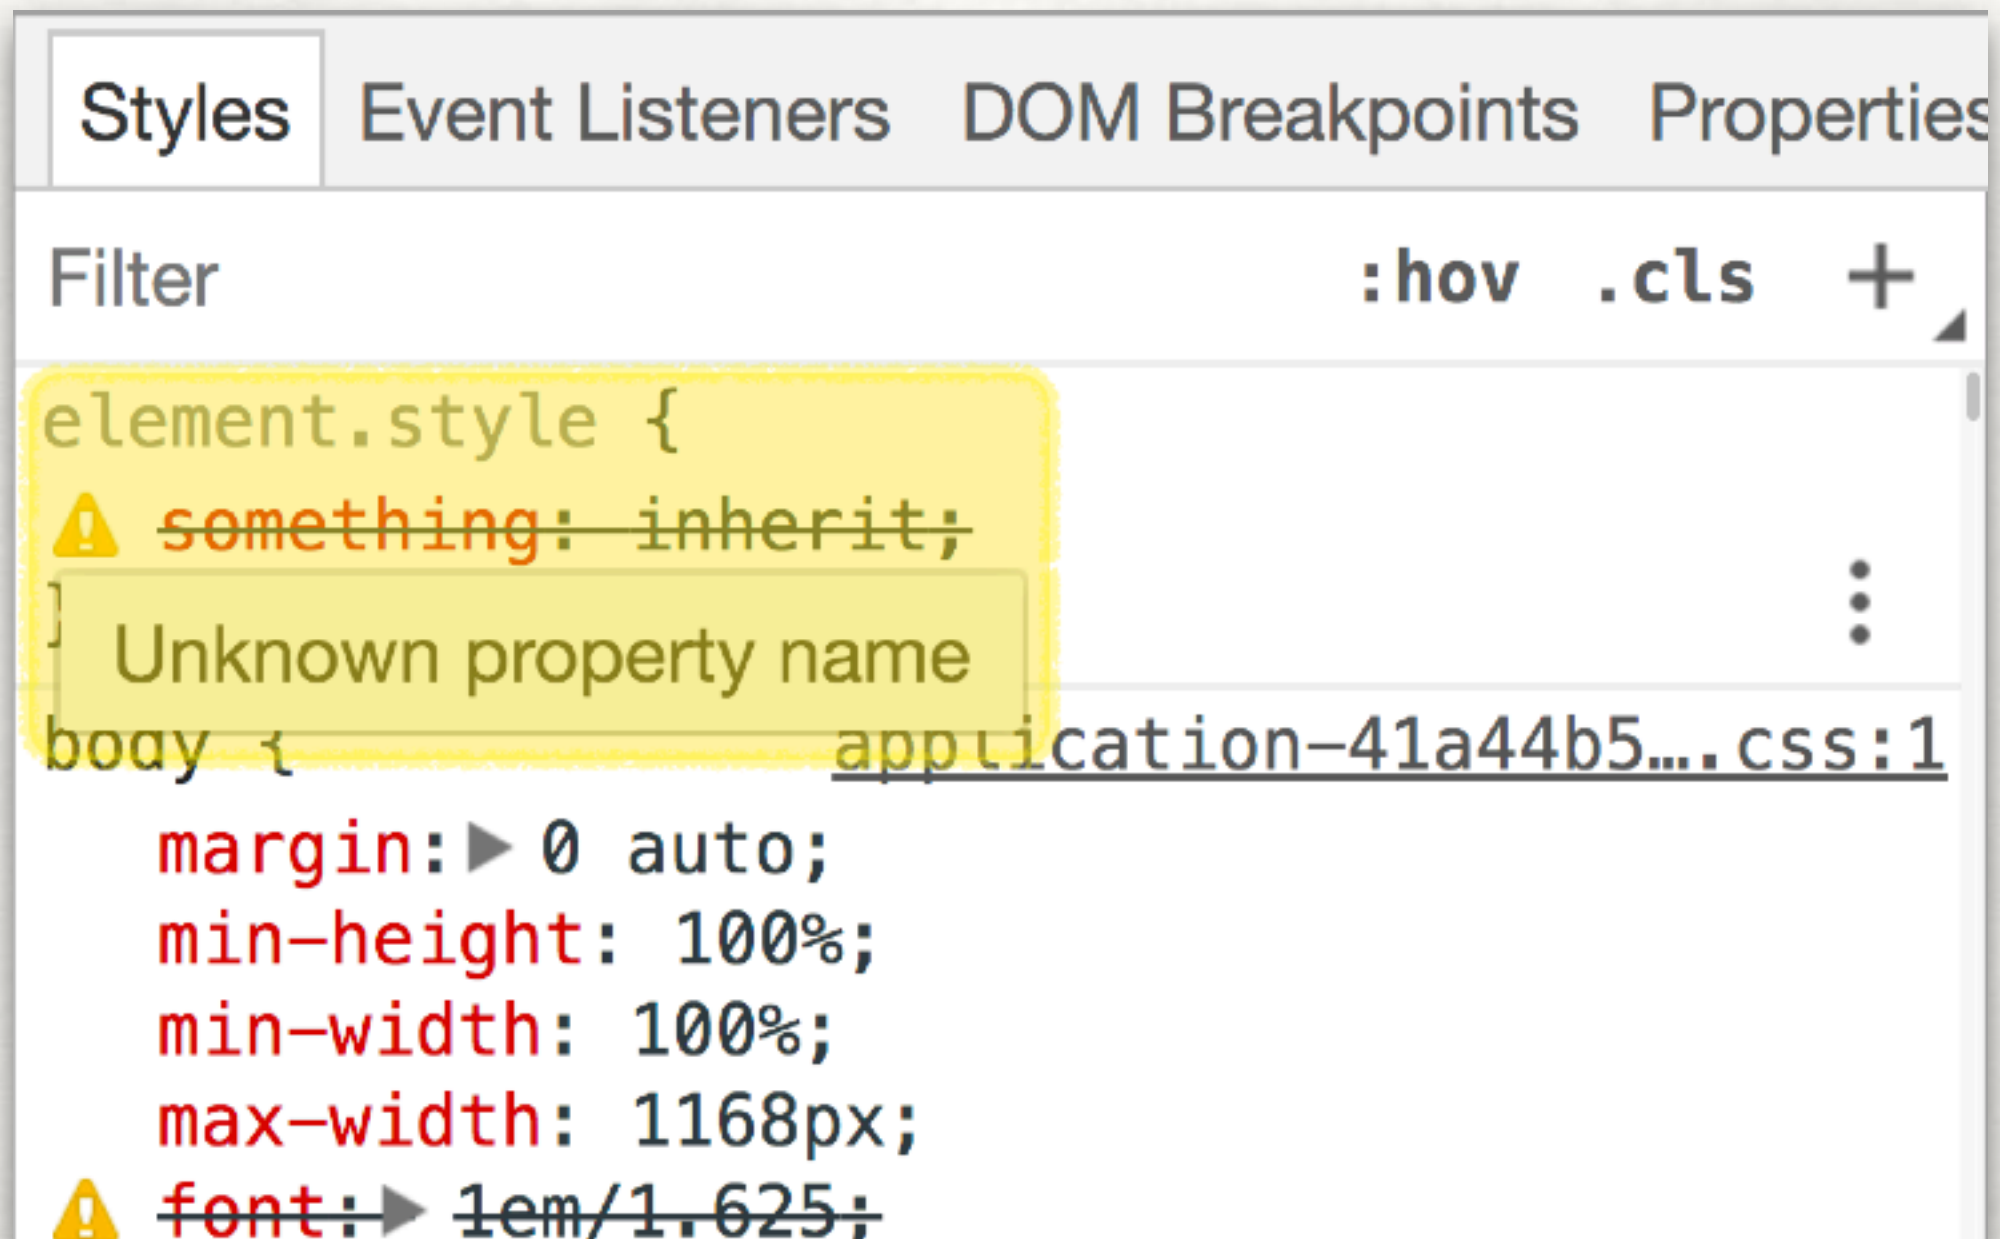 Styles Event Listeners DOM Breakpoints Properties
Filter :hov .cls +
element.style {
something: inherit;
}
Unknown property name
body { application-41a44b5….css:1
margin: 0 auto;
min-height: 100%;
min-width: 100%;
max-width: 1168px;
font: 1em/1.625;